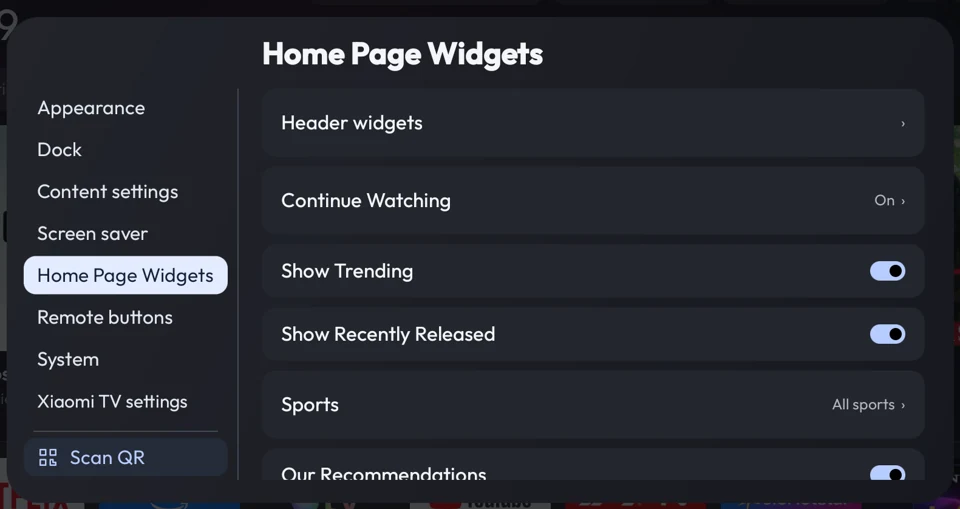 Home Page Widgets
Appearance
Dock
Content settings
Screen saver
Home Page Widgets
Remote buttons
System
Xiaomi TV settings
Scan QR
Header widgets ›
Continue Watching On ›
Show Trending
Show Recently Released
Sports All sports ›
Our Recommendations